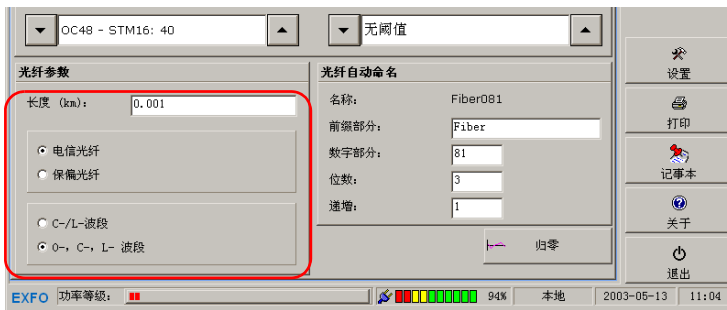 OC48 - STM16: 40
无阈值
光纤参数
长度 (km): 0.001
电信光纤
保偏光纤
C-/L-波段
O-, C-, L- 波段
光纤自动命名
名称: Fiber081
前缀部分: Fiber
数字部分: 81
位数: 3
递增: 1
归零
设置
打印
记事本
关于
退出
EXFO 功率等级: 94% 本地 2003-05-13 11:04